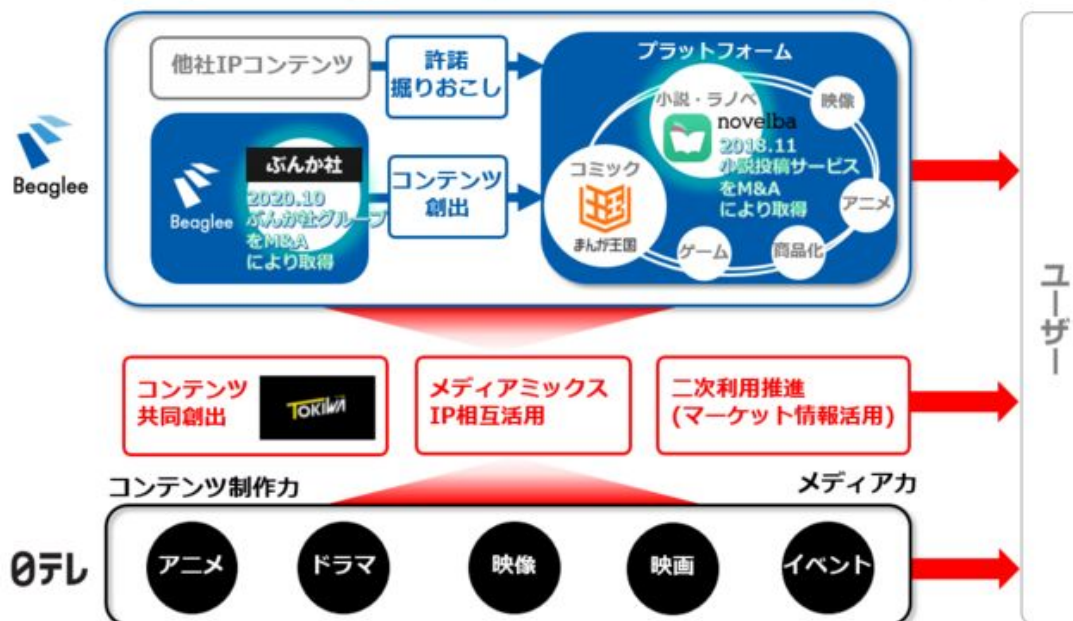 他社IPコンテンツ
許諾
掘りおこし
プラットフォーム
小説・ラノベ
映像
novelba
2018.11
小説投稿サービス
をM&A
により取得
コミック
まんが王国
アニメ
ゲーム
商品化
Beaglee
ぶんか社
Beaglee
2020.10
ぶんか社グループ
をM&A
により取得
コンテンツ
創出
ユーザー
コンテンツ
共同創出
TOKIWA
メディアミックス
IP相互活用
二次利用推進
(マーケット情報活用)
コンテンツ制作力
メディア力
日テレ
アニメ
ドラマ
映像
映画
イベント